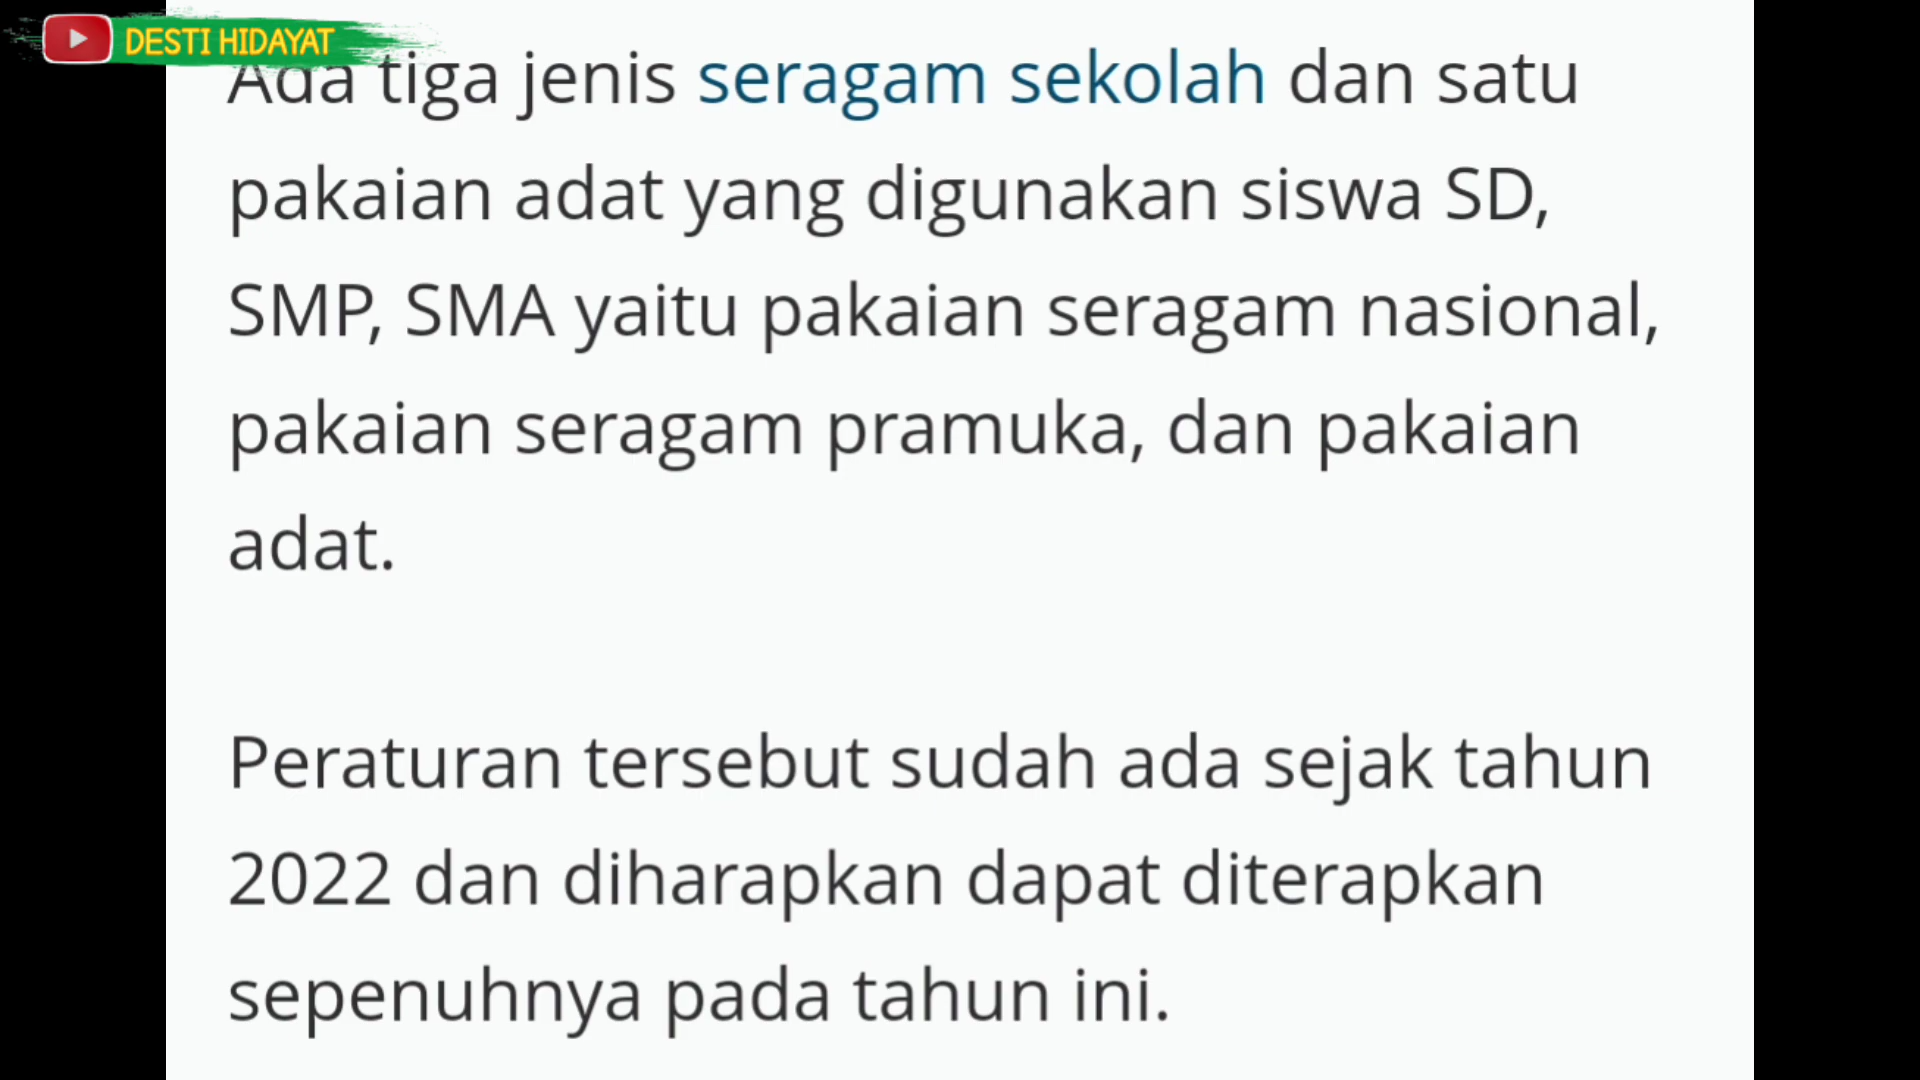 DESTI HIDAYAT
Ada tiga jenis seragam sekolah dan satu
pakaian adat yang digunakan siswa SD,
SMP, SMA yaitu pakaian seragam nasional,
pakaian seragam pramuka, dan pakaian
adat.
Peraturan tersebut sudah ada sejak tahun
2022 dan diharapkan dapat diterapkan
sepenuhnya pada tahun ini.